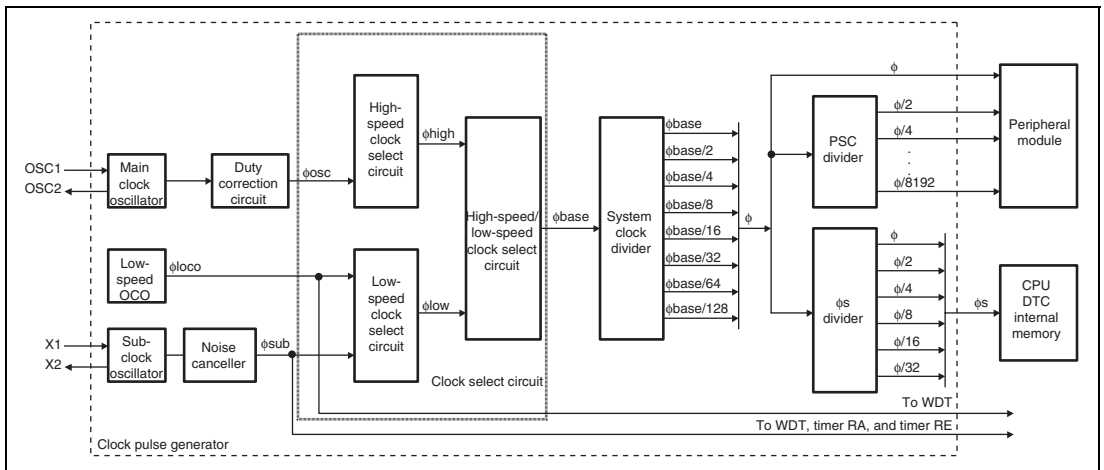 OSC1
OSC2
Main
clock
oscillator
Duty
correction
circuit
φosc
High-
speed
clock
select
circuit
φhigh
Low-
speed
OCO
φloco
X1
X2
Sub-
clock
oscillator
Noise
canceller
φsub
Low-
speed
clock
select
circuit
φlow
High-speed/
low-speed
clock select
circuit
Clock select circuit
φbase
System
clock
divider
φbase
φbase/2
φbase/4
φbase/8
φbase/16
φbase/32
φbase/64
φbase/128
φ
φ
PSC
divider
φ/2
φ/4
φ/8192
Peripheral
module
φs
divider
φ
φ/2
φ/4
φ/8
φ/16
φ/32
φs
CPU
DTC
internal
memory
To WDT
To WDT, timer RA, and timer RE
Clock pulse generator